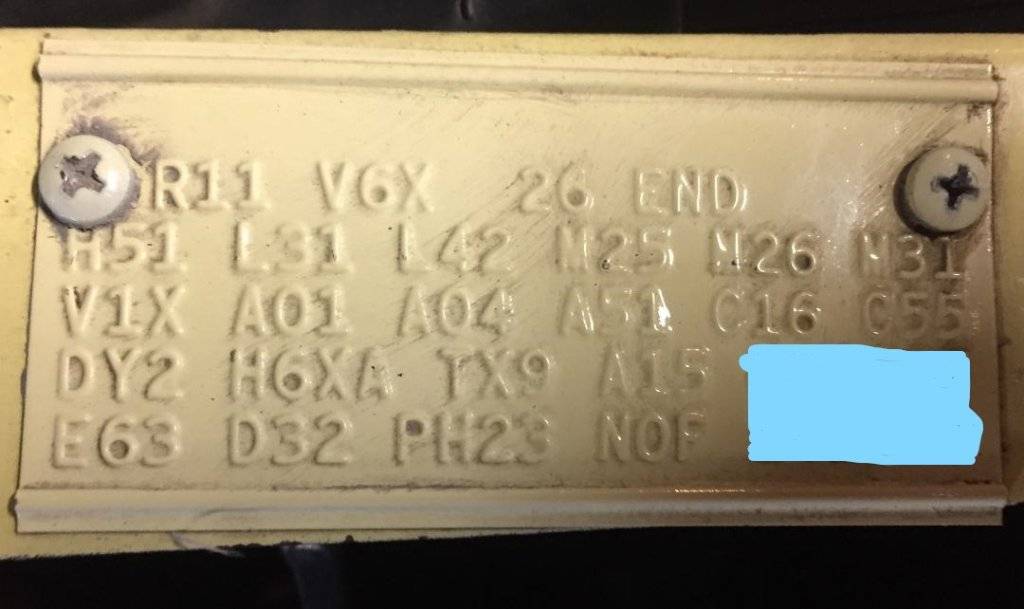 R11 V6X 26 END
H51 L31 L42 M25 M26 M31
V1X A01 A04 A51 C16 C55
DY2 H6XA TX9 A15
E63 D32 PH23 N0F